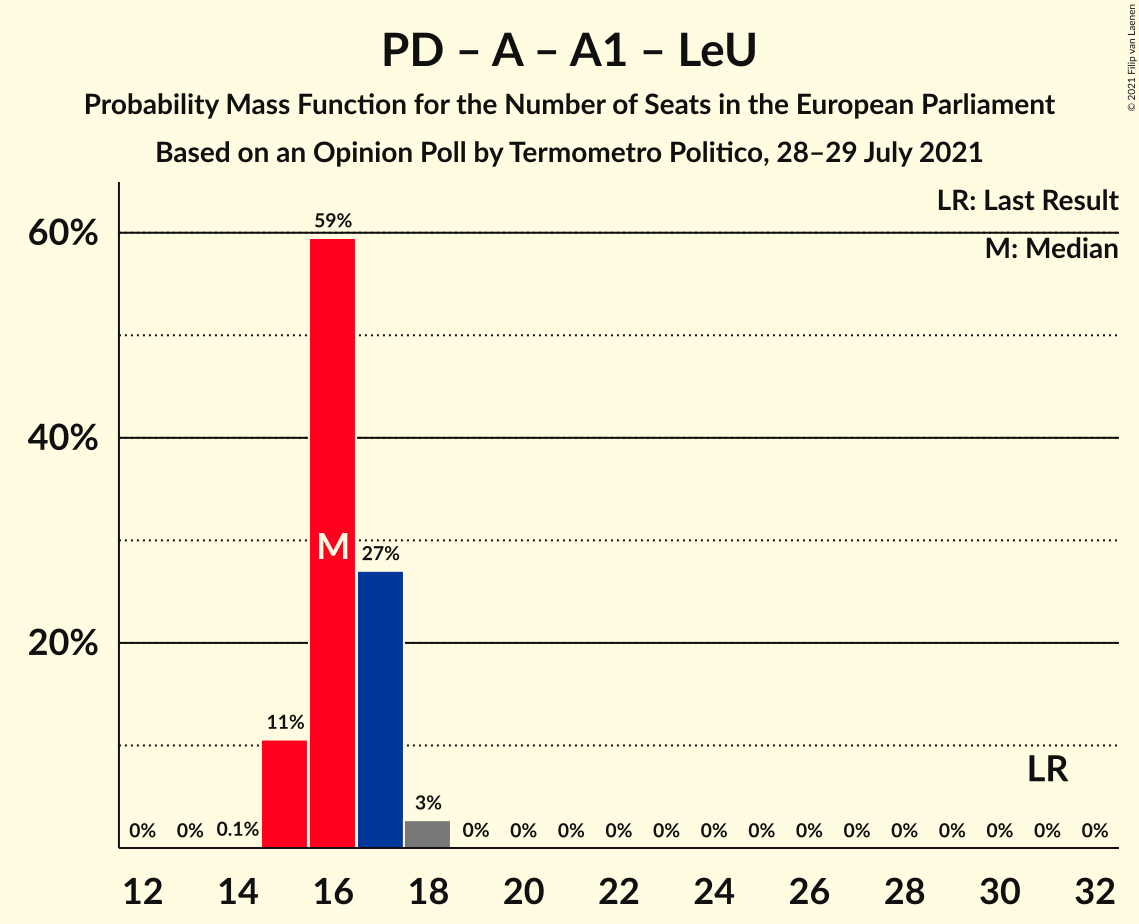 PD – A – A1 – LeU
Probability Mass Function for the Number of Seats in the European Parliament
Based on an Opinion Poll by Termometro Politico, 28–29 July 2021
© 2021 Filip van Laenen
LR: Last Result
M: Median
60%
40%
20%
59%
M
27%
11%
LR
0% 0% 0.1% 3% 0% 0% 0% 0% 0% 0% 0% 0% 0% 0% 0% 0% 0% 0%
12 14 16 18 20 22 24 26 28 30 32